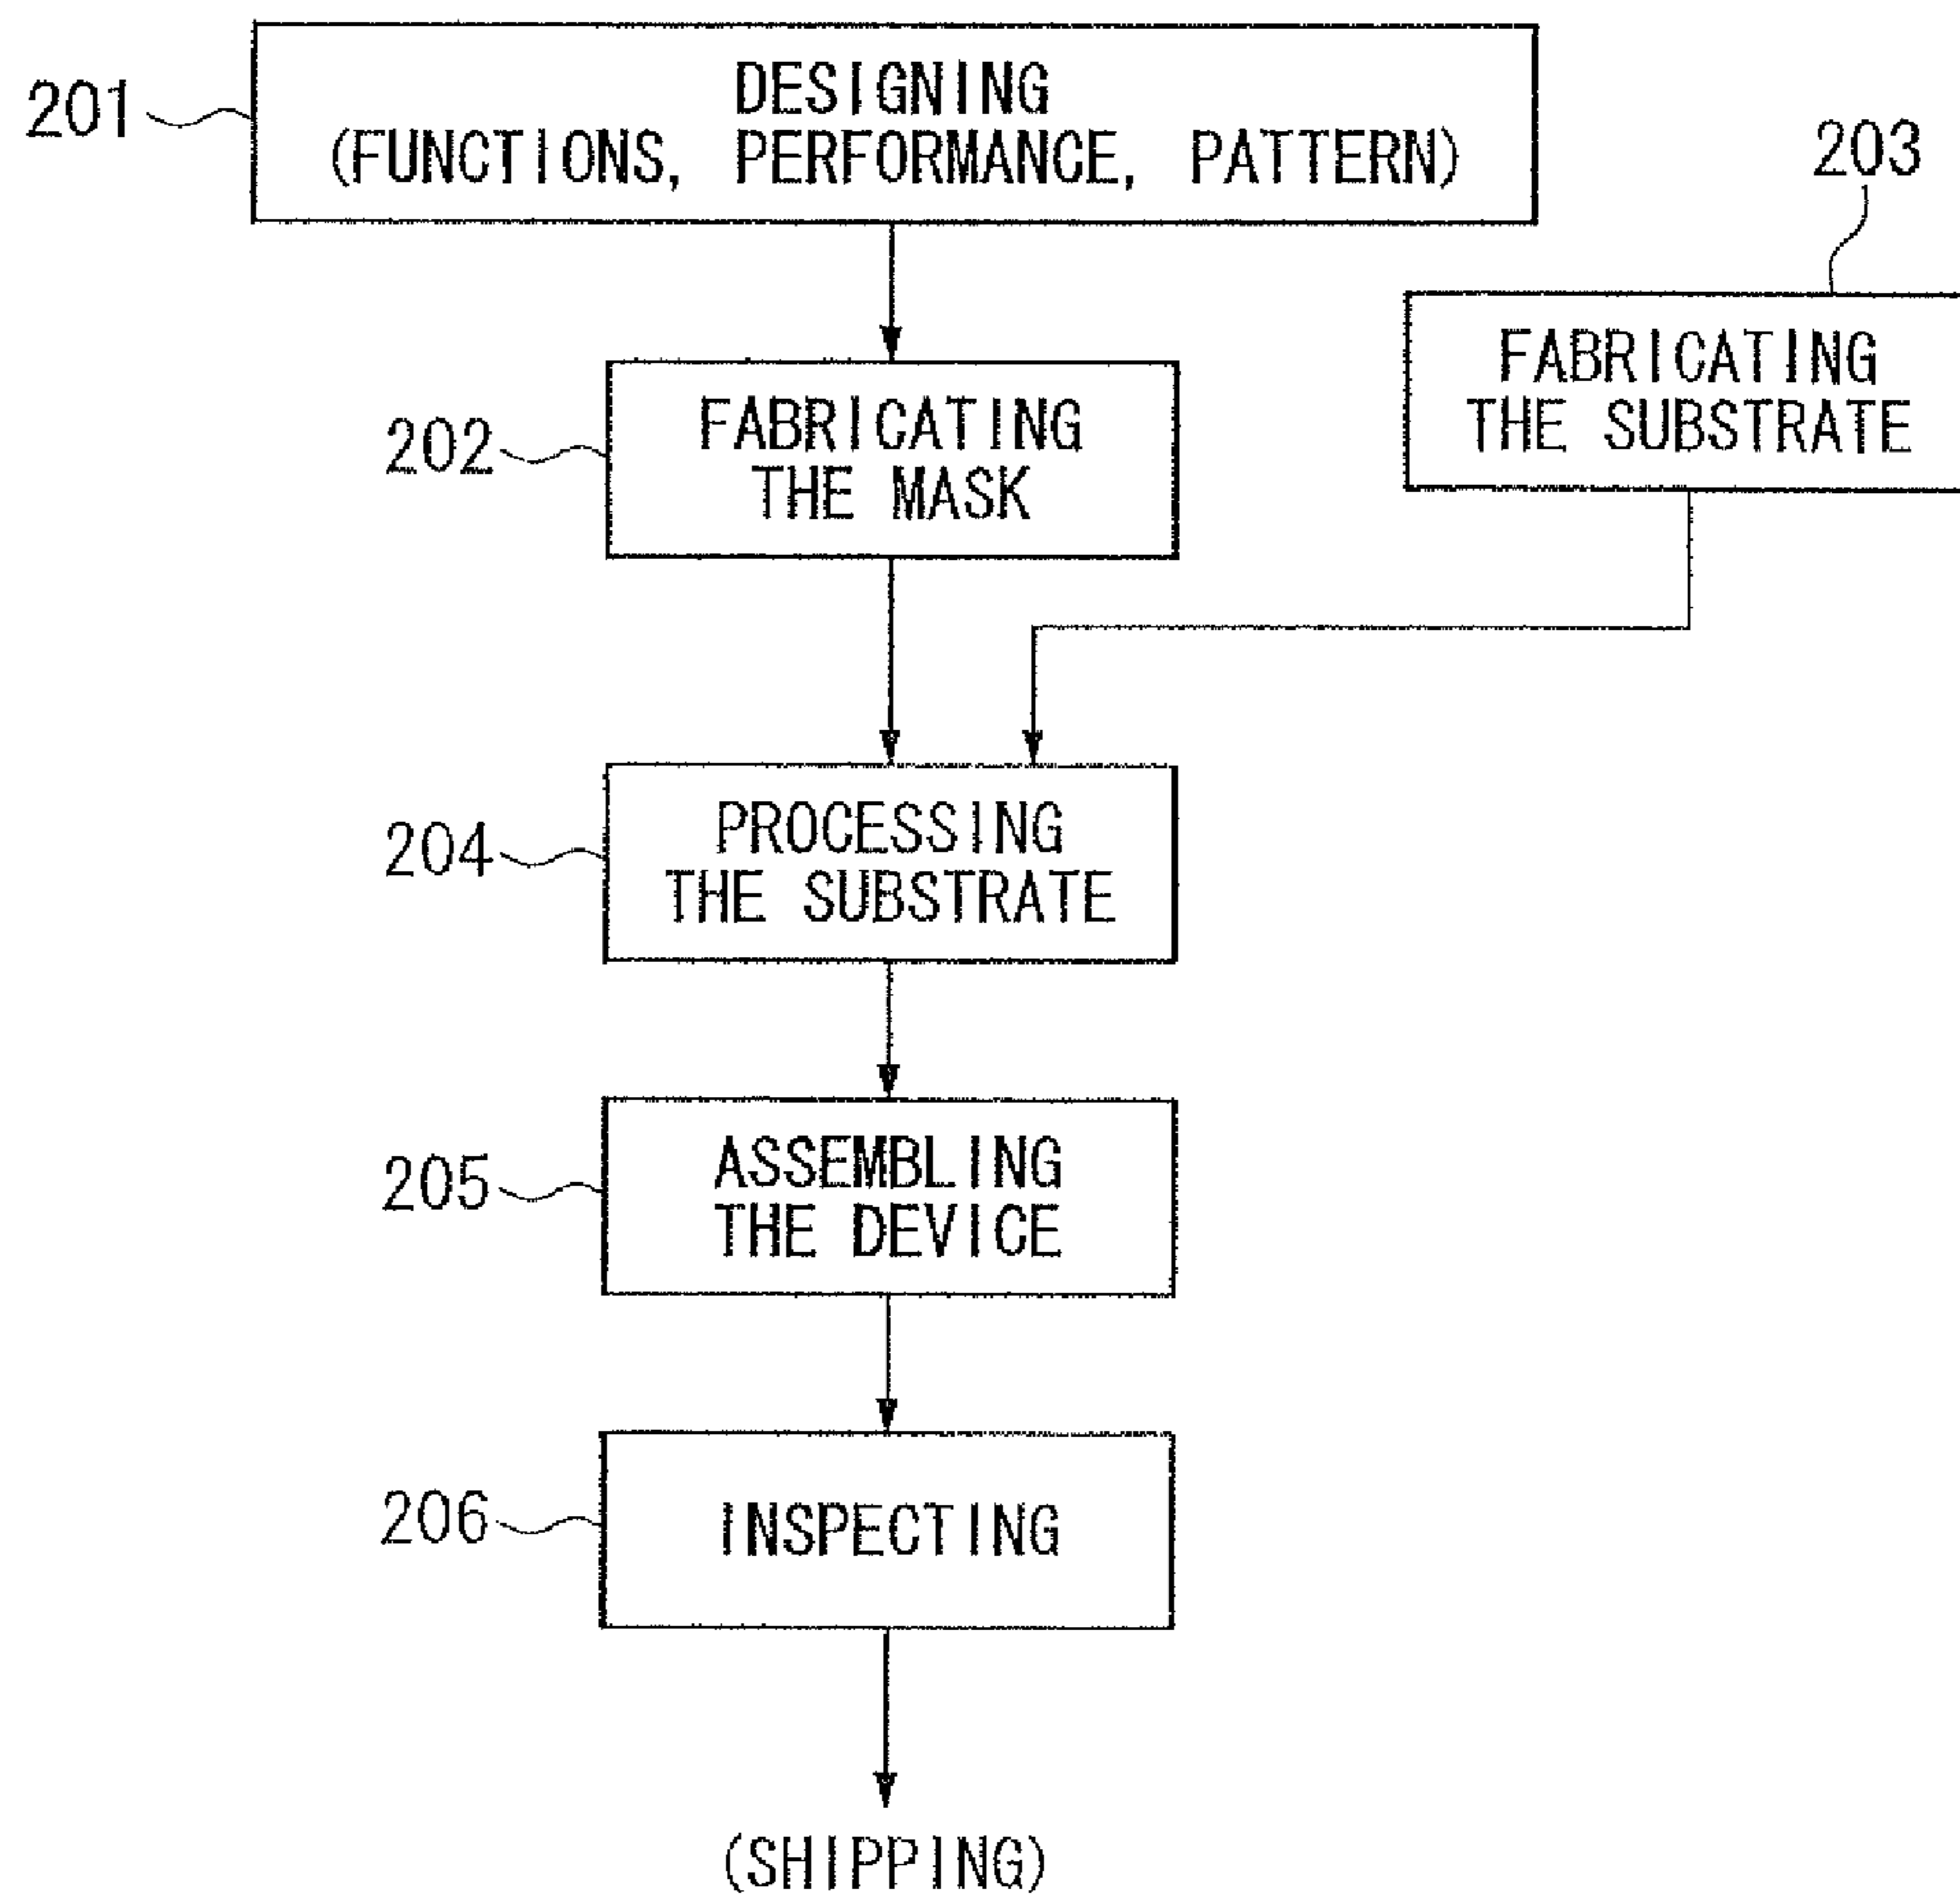 201
DESIGNING
(FUNCTIONS, PERFORMANCE, PATTERN)
203
FABRICATING
THE SUBSTRATE
202
FABRICATING
THE MASK
204
PROCESSING
THE SUBSTRATE
205
ASSEMBLING
THE DEVICE
206
INSPECTING
(SHIPPING)